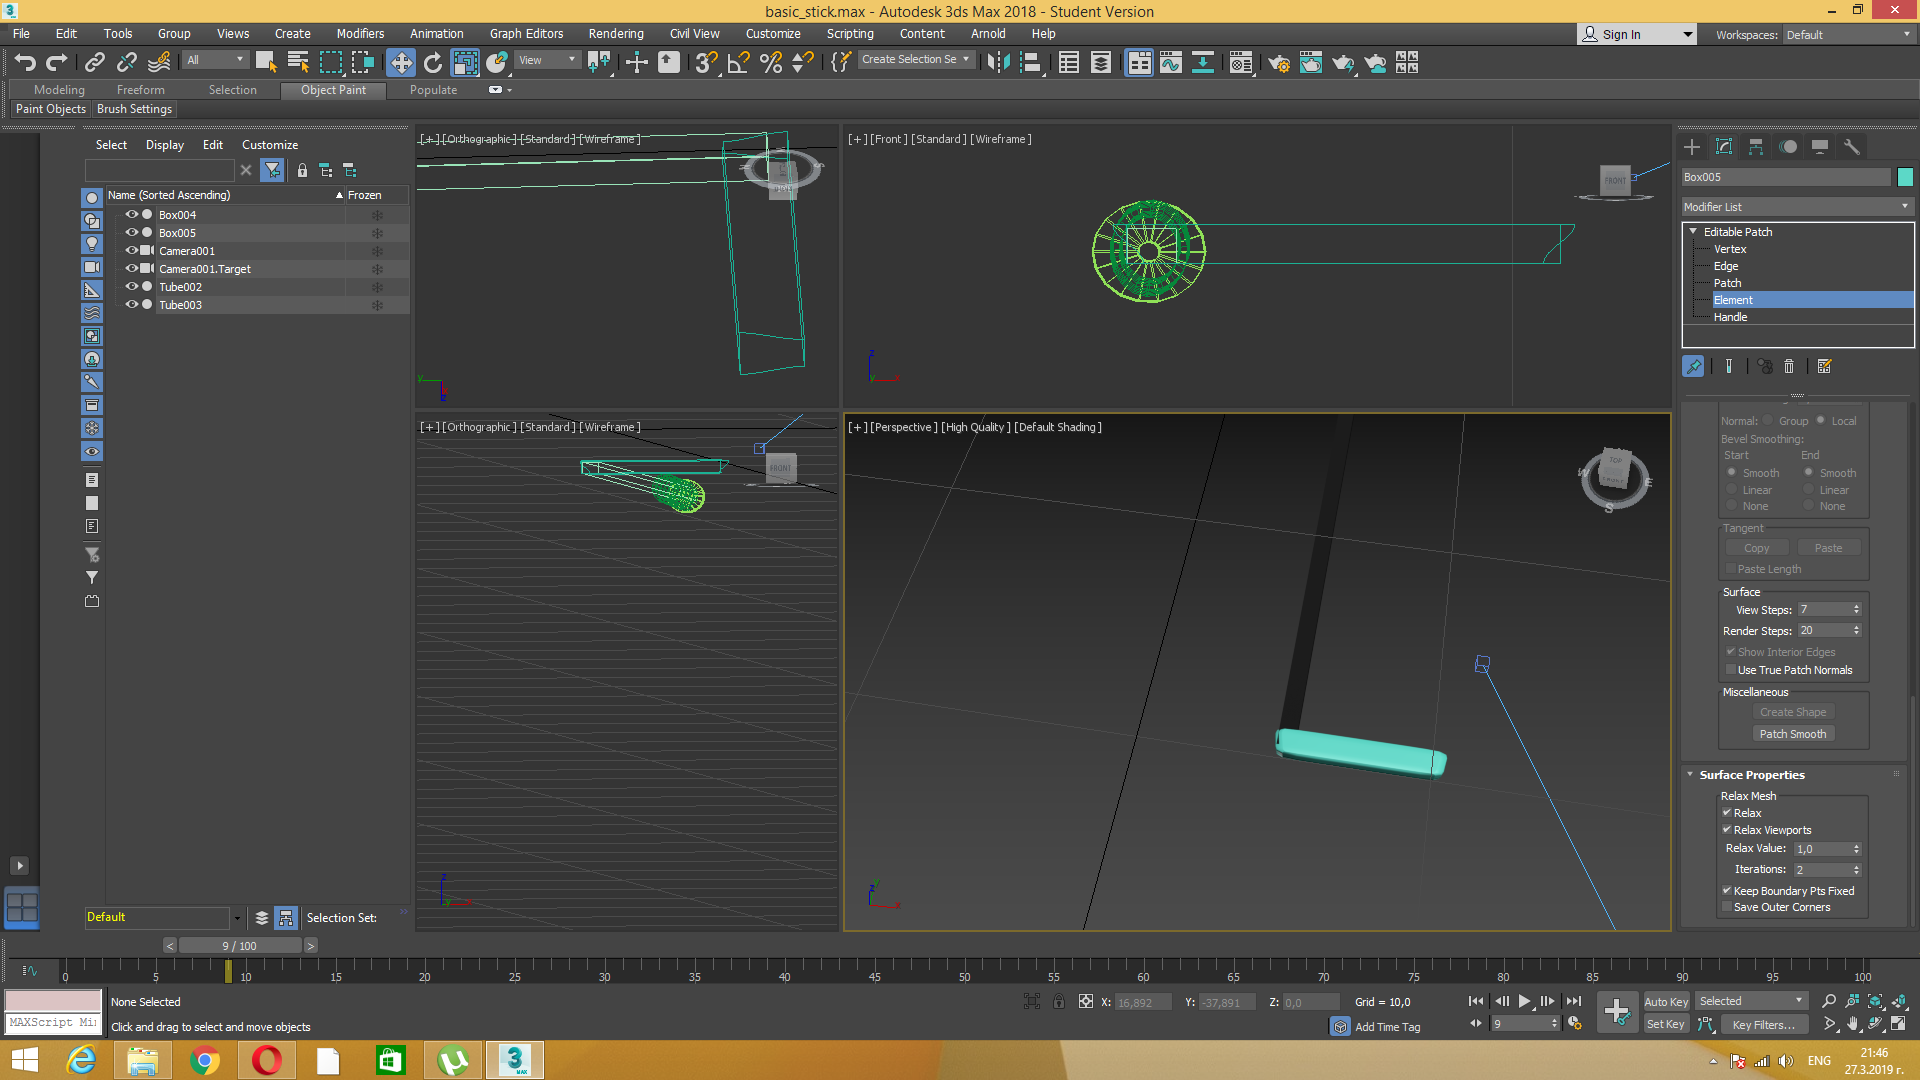 basic_stick.max - Autodesk 3ds Max 2018 - Student Version
File Edit Tools Group Views Create Modifiers Animation Graph Editors Rendering Civil View Customize Scripting Content Arnold Help
Sign In Workspaces: Default
All View Create Selection Se
Modeling Freeform Selection Object Paint Populate
Paint Objects Brush Settings
Select Display Edit Customize
Name (Sorted Ascending) Frozen
Box004
Box005
Camera001
Camera001.Target
Tube002
Tube003
Default Selection Set:
[+] [Orthographic] [Standard] [Wireframe]
[+] [Front] [Standard] [Wireframe]
FRONT
[+] [Orthographic] [Standard] [Wireframe]
FRONT
[+] [Perspective] [High Quality] [Default Shading]
TOP
FRONT
W E S
Box005
Modifier List
Editable Patch
Vertex
Edge
Patch
Element
Handle
Normal: Group Local
Bevel Smoothing:
Start End
Smooth Smooth
Linear Linear
None None
Tangent
Copy Paste
Paste Length
Surface
View Steps: 7
Render Steps: 20
Show Interior Edges
Use True Patch Normals
Miscellaneous
Create Shape
Patch Smooth
Surface Properties
Relax Mesh
Relax
Relax Viewports
Relax Value: 1,0
Iterations: 2
Keep Boundary Pts Fixed
Save Outer Corners
< 9 / 100 >
0 5 10 15 20 25 30 35 40 45 50 55 60 65 70 75 80 85 90 95 100
None Selected X: 16,892 Y: -37,891 Z: 0,0 Grid = 10,0 Auto Key Selected
MAXScript Mi Click and drag to select and move objects Add Time Tag 9 Set Key Key Filters...
3 MAX ENG 21:46
27.3.2019 г.